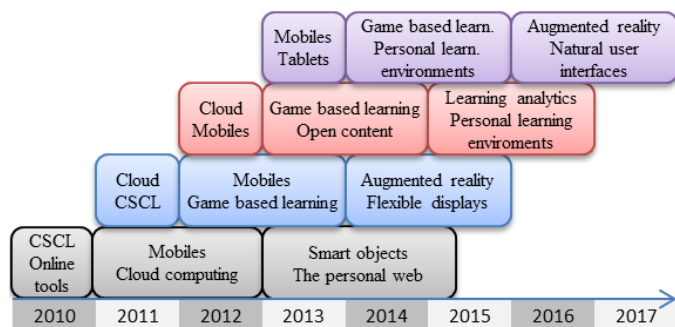 Mobiles
Tablets
Game based learn.
Personal learn.
environments
Augmented reality
Natural user
interfaces
Cloud
Mobiles
Game based learning
Open content
Learning analytics
Personal learning
enviroments
Cloud
CSCL
Mobiles
Game based learning
Augmented reality
Flexible displays
CSCL
Online
tools
Mobiles
Cloud computing
Smart objects
The personal web
2010 2011 2012 2013 2014 2015 2016 2017